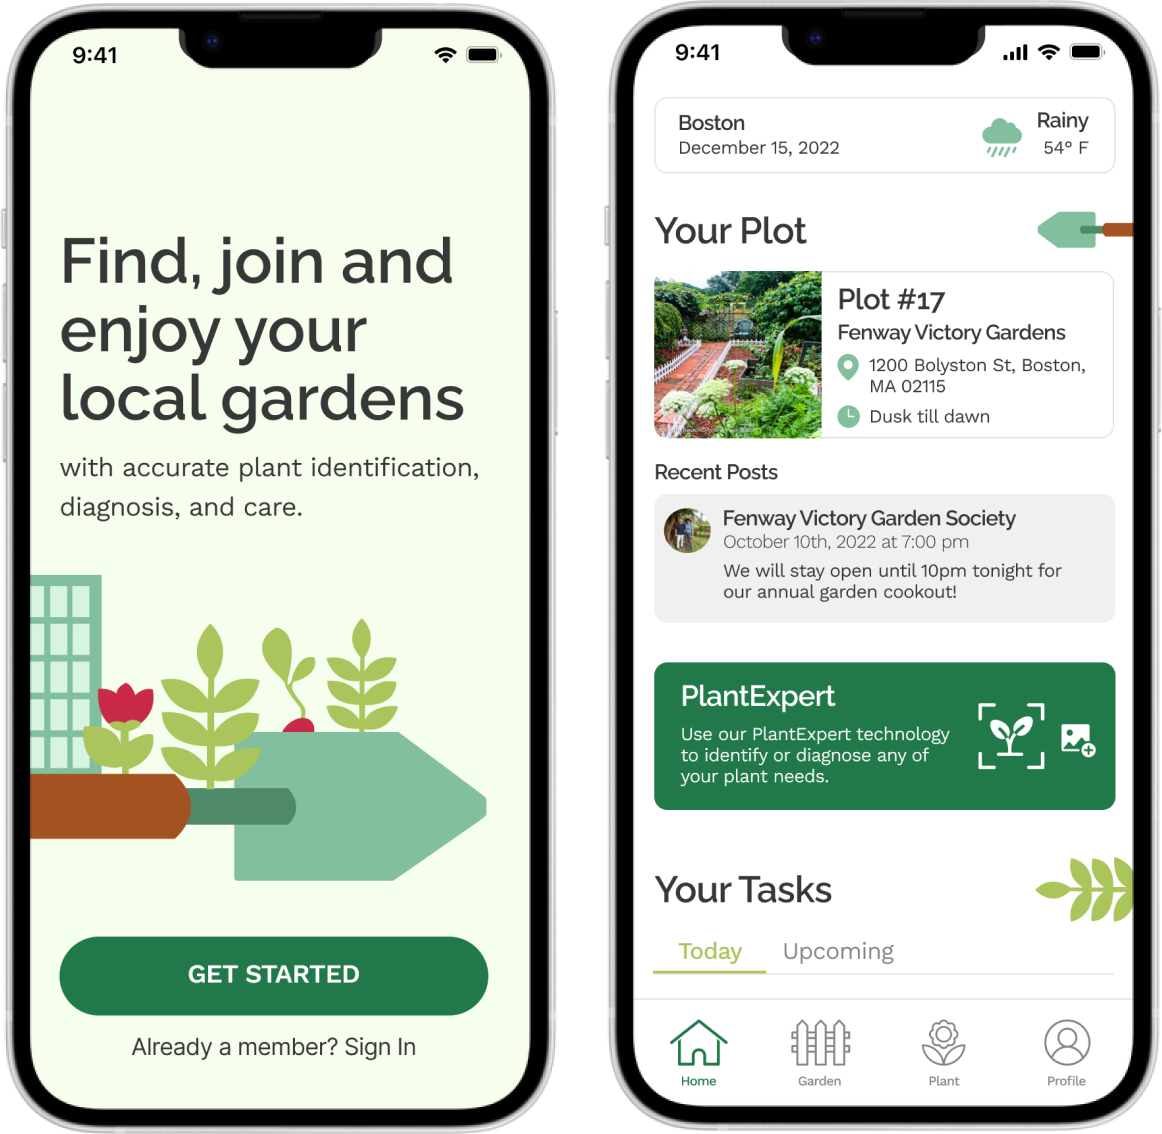 9:41
Find, join and
enjoy your
local gardens
with accurate plant identification,
diagnosis, and care.
GET STARTED
Already a member? Sign In
9:41
Boston
December 15, 2022
Rainy
54° F
Your Plot
Plot #17
Fenway Victory Gardens
1200 Bolyston St, Boston,
MA 02115
Dusk till dawn
Recent Posts
Fenway Victory Garden Society
October 10th, 2022 at 7:00 pm
We will stay open until 10pm tonight for
our annual garden cookout!
PlantExpert
Use our PlantExpert technology
to identify or diagnose any of
your plant needs.
Your Tasks
Today Upcoming
Home Garden Plant Profile